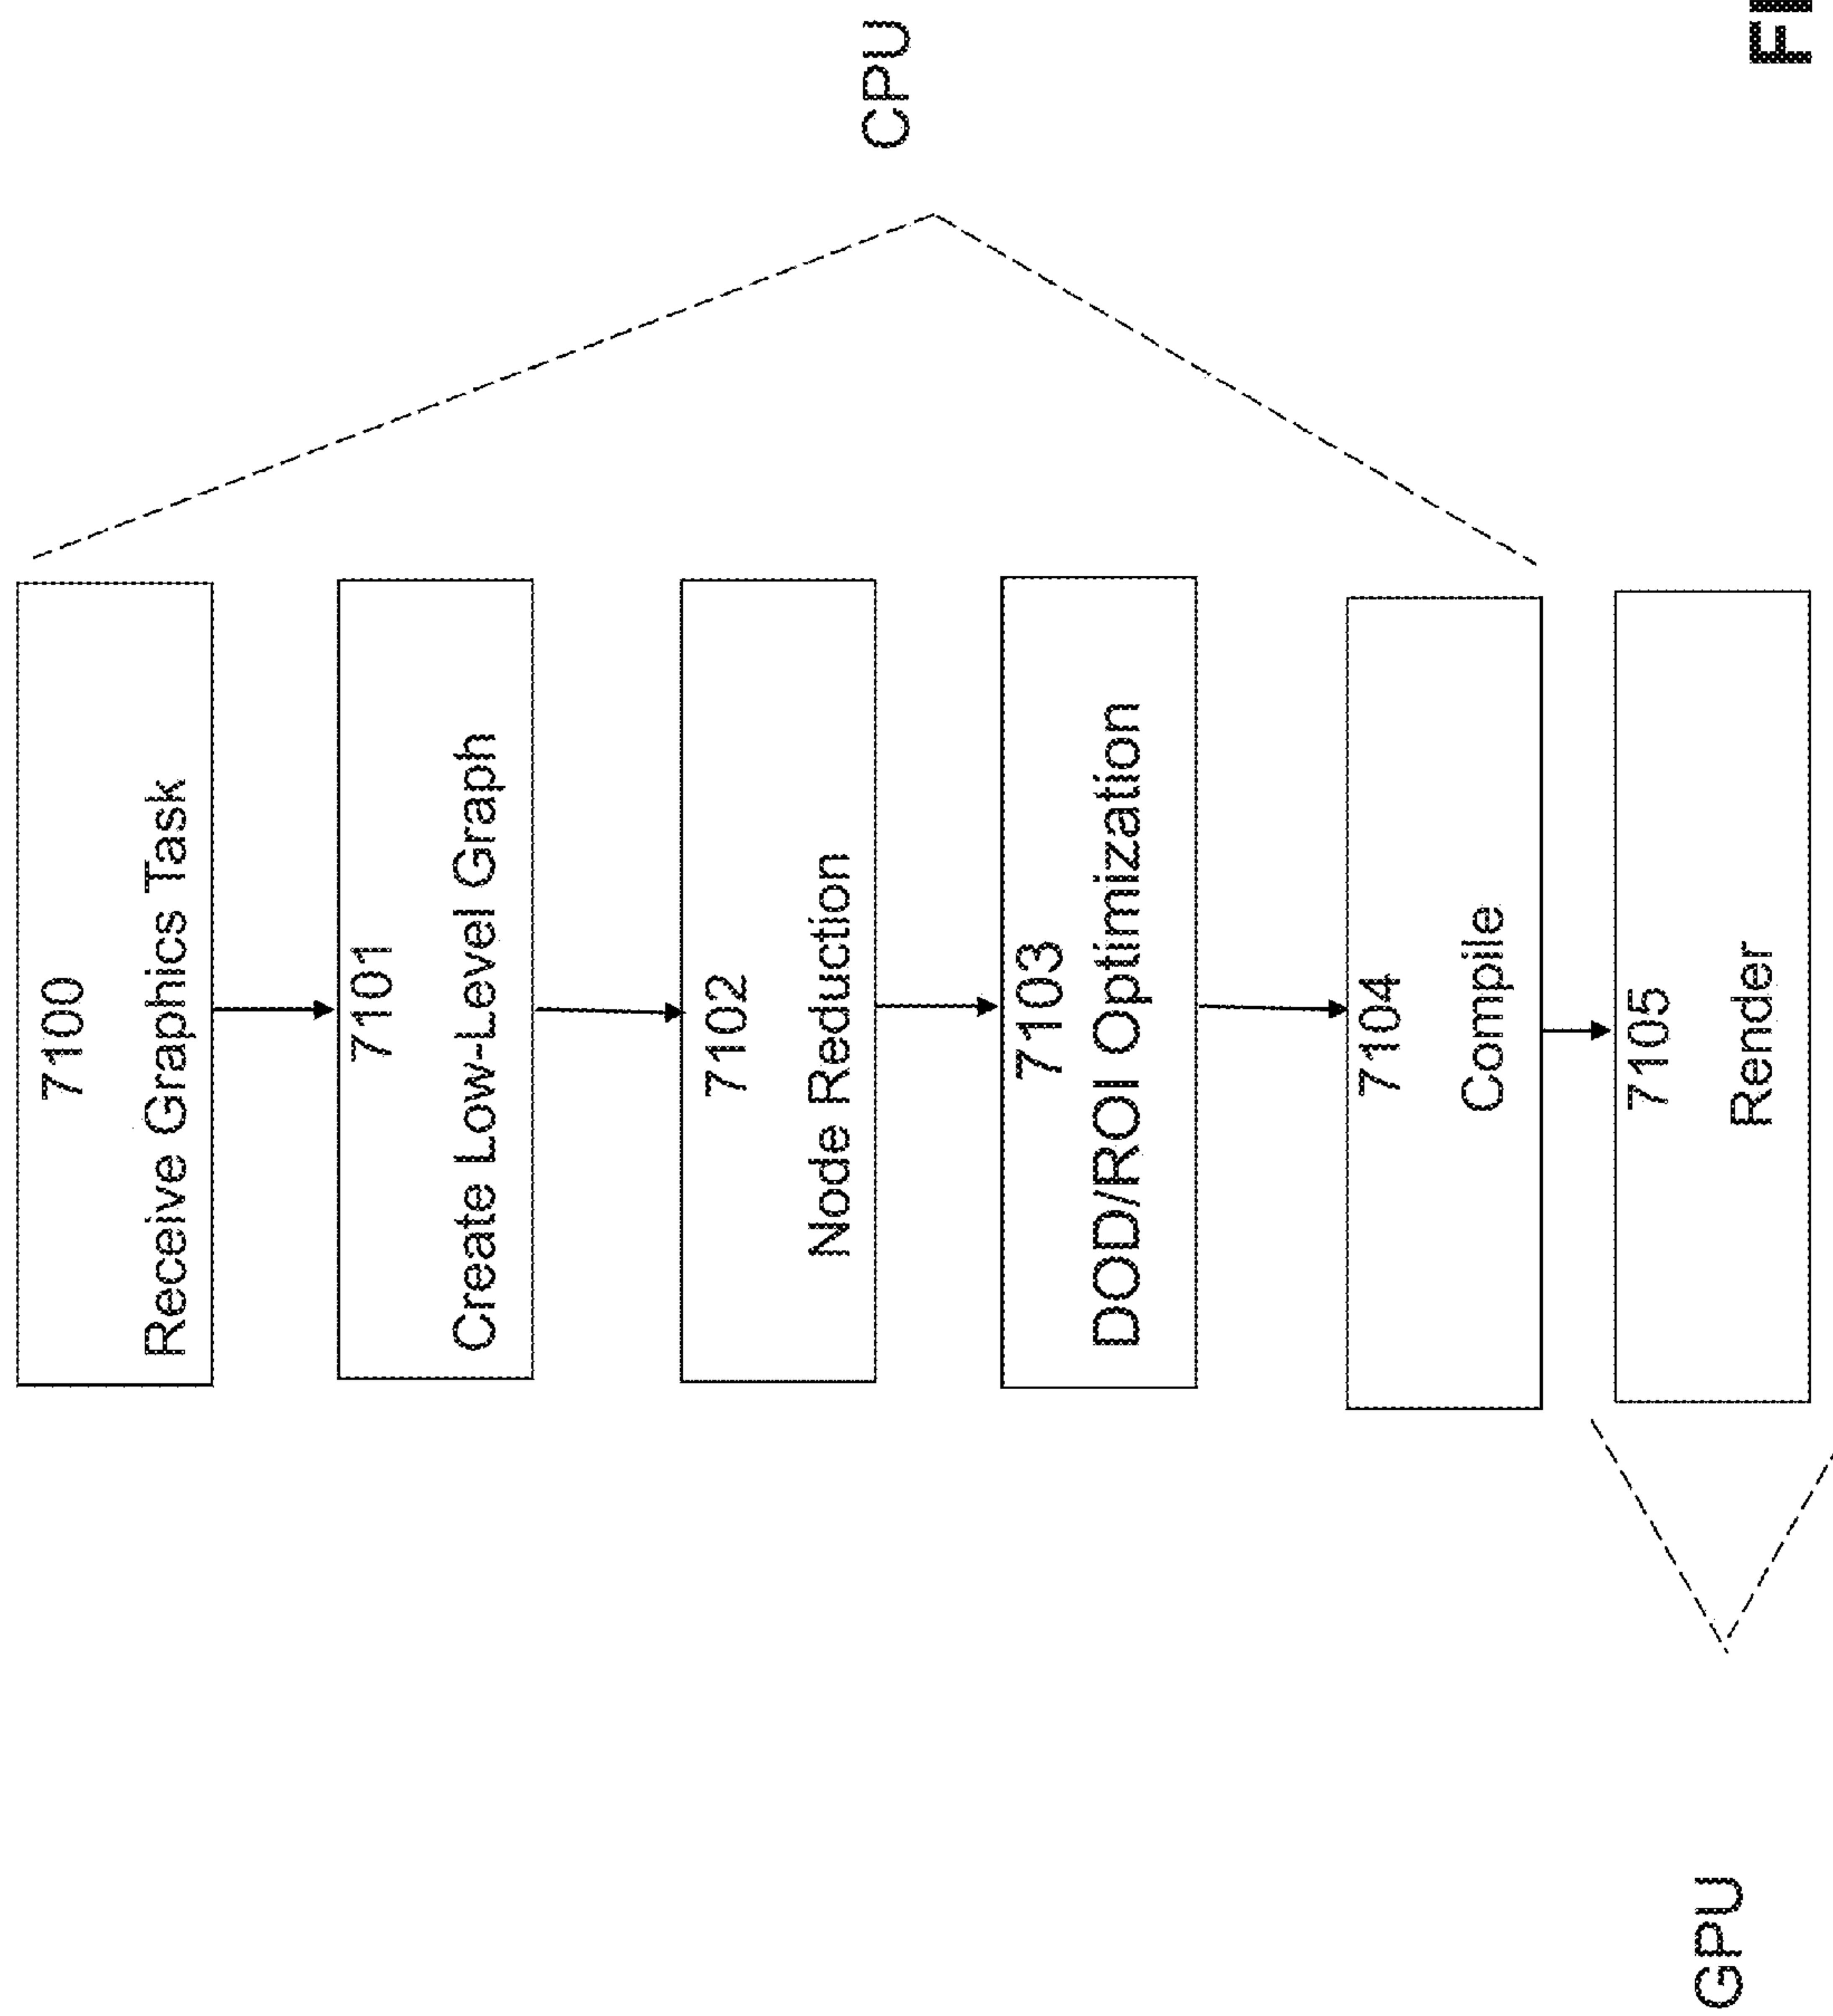 7100
Receive Graphics Task
7101
Create Low-Level Graph
7102
Node Reduction
7103
DOD/ROI Optimization
7104
Compile
7105
Render
CPU
GPU